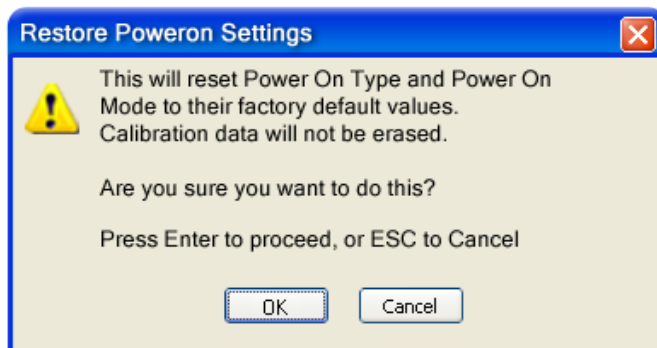 Restore Poweron Settings
This will reset Power On Type and Power On
Mode to their factory default values.
Calibration data will not be erased.
Are you sure you want to do this?
Press Enter to proceed, or ESC to Cancel
OK
Cancel